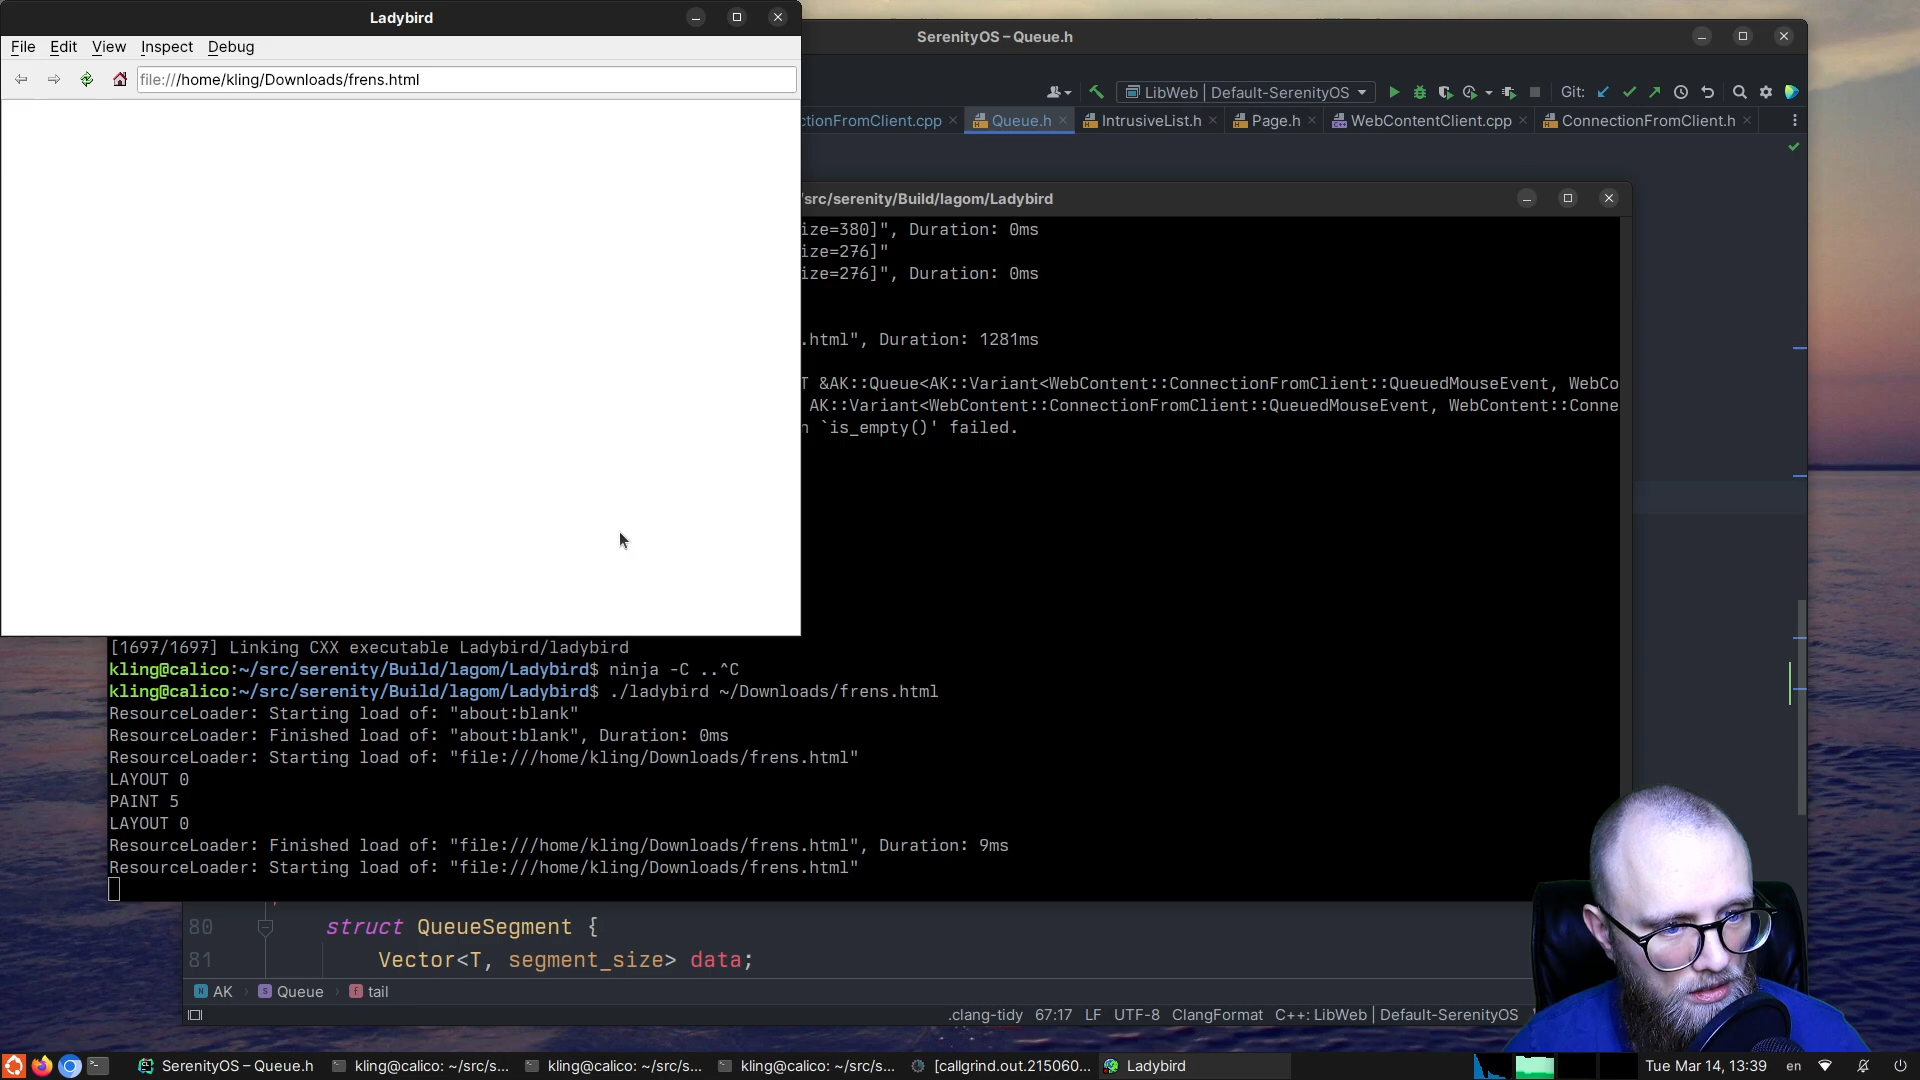 Ladybird
File Edit View Inspect Debug
file:///home/kling/Downloads/frens.html
SerenityOS – Queue.h
LibWeb | Default-SerenityOS
Git:
ctionFromClient.cpp
Queue.h
IntrusiveList.h
Page.h
WebContentClient.cpp
ConnectionFromClient.h
/src/serenity/Build/lagom/Ladybird
ize=380]", Duration: 0ms
ize=276]"
ize=276]", Duration: 0ms
.html", Duration: 1281ms
T &AK::Queue<AK::Variant<WebContent::ConnectionFromClient::QueuedMouseEvent, WebCo
AK::Variant<WebContent::ConnectionFromClient::QueuedMouseEvent, WebContent::Conne
n `is_empty()' failed.
[1697/1697] Linking CXX executable Ladybird/ladybird
kling@calico:~/src/serenity/Build/lagom/Ladybird$ ninja -C ..^C
kling@calico:~/src/serenity/Build/lagom/Ladybird$ ./ladybird ~/Downloads/frens.html
ResourceLoader: Starting load of: "about:blank"
ResourceLoader: Finished load of: "about:blank", Duration: 0ms
ResourceLoader: Starting load of: "file:///home/kling/Downloads/frens.html"
LAYOUT 0
PAINT 5
LAYOUT 0
ResourceLoader: Finished load of: "file:///home/kling/Downloads/frens.html", Duration: 9ms
ResourceLoader: Starting load of: "file:///home/kling/Downloads/frens.html"
80 struct QueueSegment {
81 Vector<T, segment_size> data;
AK Queue tail
.clang-tidy 67:17 LF UTF-8 ClangFormat C++: LibWeb | Default-SerenityOS
SerenityOS – Queue.h
kling@calico: ~/src/s...
kling@calico: ~/src/s...
kling@calico: ~/src/s...
[callgrind.out.215060...
Ladybird
Tue Mar 14, 13:39
en